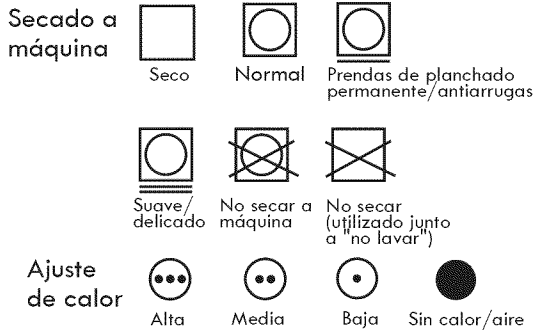 Secado a
máquina
Seco
Normal
Prendas de planchado
permanente/antiarrugas
Suave/
delicado
No secar a
máquina
No secar
(utilizado junto
a "no lavar")
Ajuste
de calor
Alta
Media
Baja
Sin calor/aire